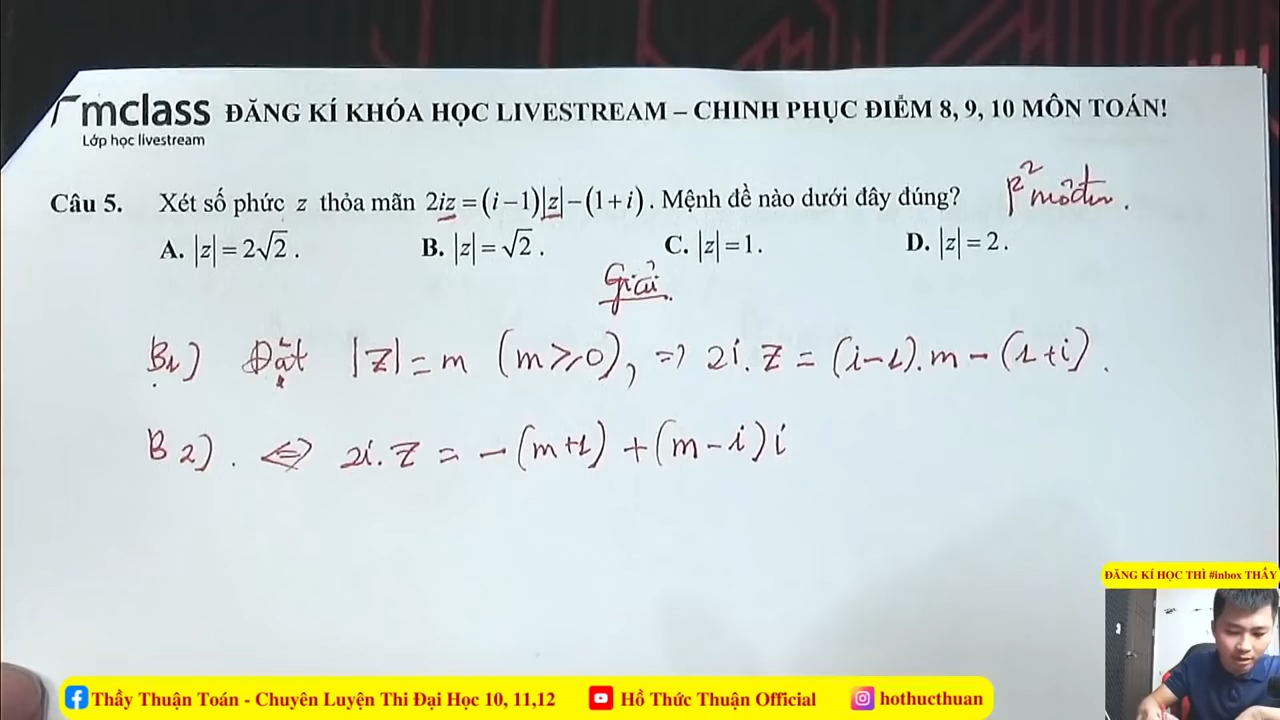 mclass ĐĂNG KÍ KHÓA HỌC LIVESTREAM – CHINH PHỤC ĐIỂM 8, 9, 10 MÔN TOÁN!
Lớp học livestream
Câu 5. Xét số phức z thỏa mãn 2iz = (i−1)|z| − (1+i). Mệnh đề nào dưới đây đúng? P² môđun.
A. |z| = 2√2. B. |z| = √2. C. |z| = 1. D. |z| = 2.
Giải
B1) Đặt |z| = m (m ≥ 0), => 2i.z = (i−1).m − (1+i).
B2). <=> 2i.z = −(m+1) + (m−i)i
ĐĂNG KÍ HỌC THÌ #inbox THẦY
Thầy Thuận Toán - Chuyên Luyện Thi Đại Học 10, 11,12 Hồ Thức Thuận Official hothucthuan